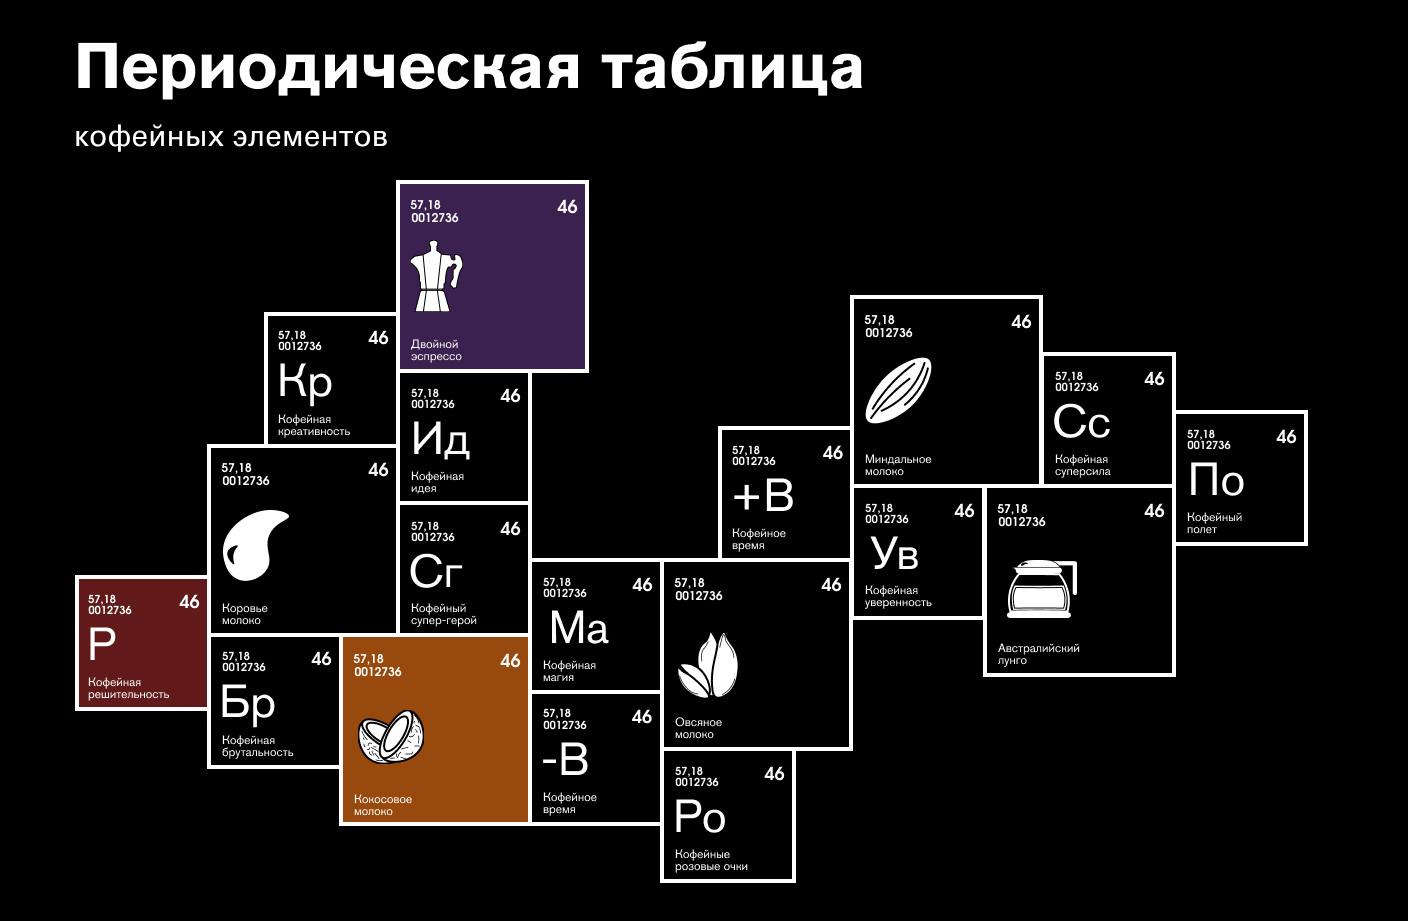 Периодическая таблица
кофейных элементов
57,18
0012736
46
Двойной
эспрессо
57,18
0012736
46
Кр
Кофейная
креативность
57,18
0012736
46
Ид
Кофейная
идея
57,18
0012736
46
Коровье
молоко
57,18
0012736
46
Сг
Кофейный
супер-герой
57,18
0012736
46
Р
Кофейная
решительность
57,18
0012736
46
Бр
Кофейная
брутальность
57,18
0012736
46
Кокосовое
молоко
57,18
0012736
46
Ма
Кофейная
магия
57,18
0012736
46
-В
Кофейное
время
57,18
0012736
46
Овсяное
молоко
57,18
0012736
46
Ро
Кофейные
розовые очки
57,18
0012736
46
+В
Кофейное
время
57,18
0012736
46
Миндальное
молоко
57,18
0012736
46
Ув
Кофейная
уверенность
57,18
0012736
46
Сс
Кофейная
суперсила
57,18
0012736
46
Австралийский
лунго
57,18
0012736
46
По
Кофейный
полет